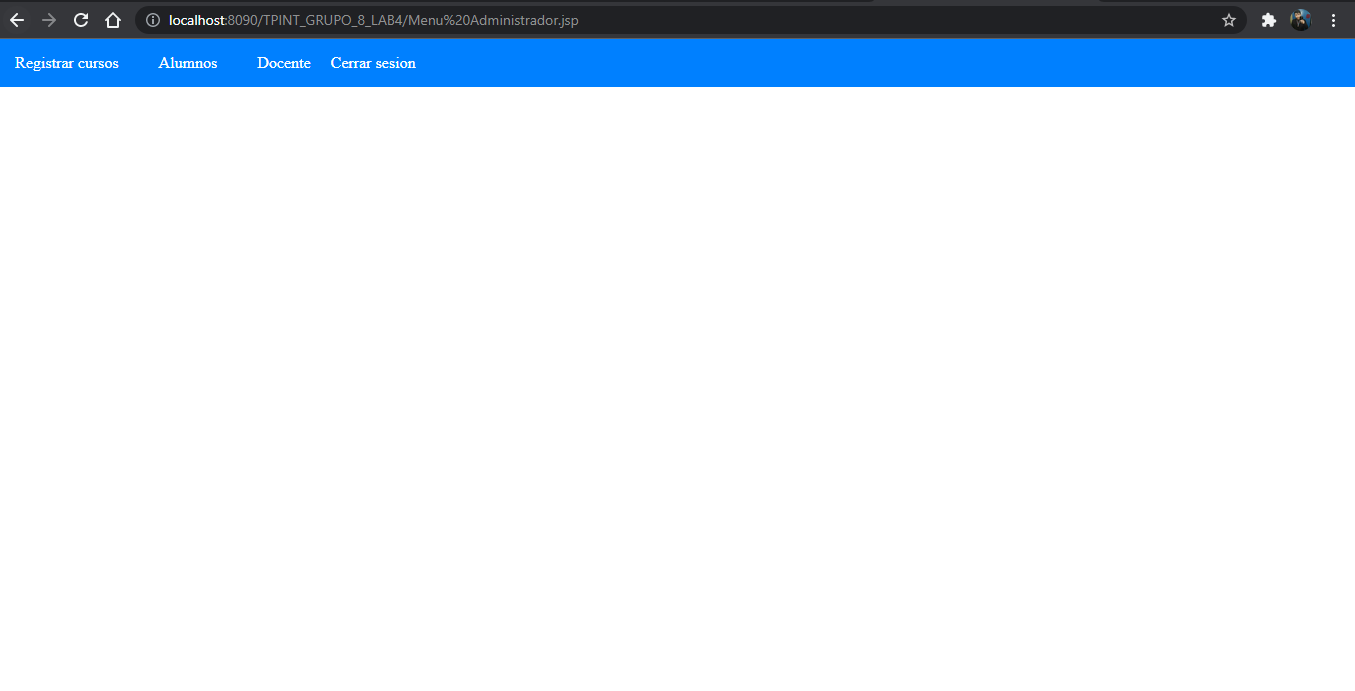 localhost:8090/TPINT_GRUPO_8_LAB4/Menu%20Administrador.jsp
Registrar cursos Alumnos Docente Cerrar sesion